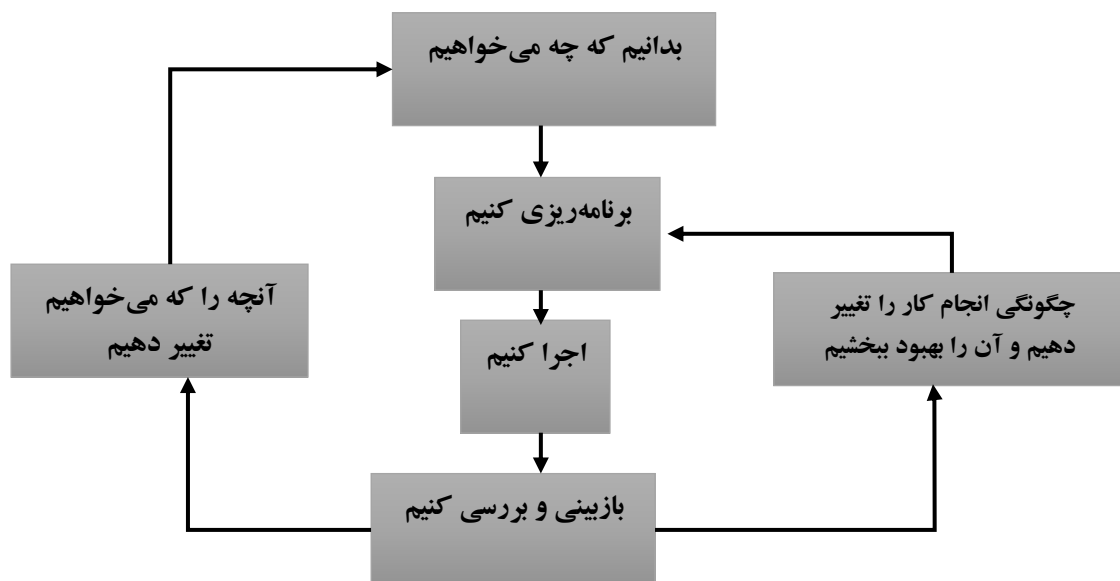 بدانیم که چه می‌خواهیم
برنامه‌ریزی کنیم
چگونگی انجام کار را تغییر
دهیم و آن را بهبود ببخشیم
آنچه را که می‌خواهیم
تغییر دهیم
اجرا کنیم
بازبینی و بررسی کنیم